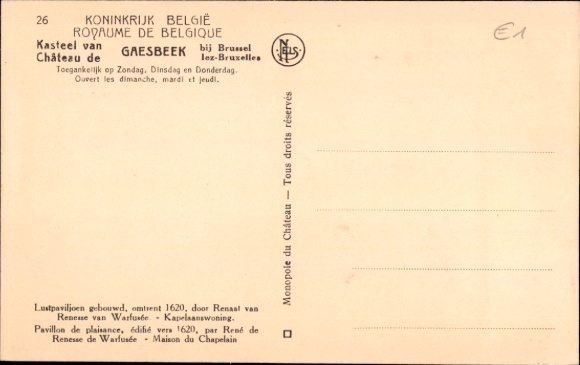 26 KONINKRIJK BELGIË
ROYAUME DE BELGIQUE
Kasteel van GAESBEEK bij Brussel
Château de lez-Bruxelles
Toegankelijk op Zondag, Dinsdag en Donderdag.
Ouvert les dimanche, mardi et jeudi.
NELS
E1
Monopole du Château — Tous droits réservés
Lustpaviljoen gebouwd, omtrent 1620, door Renaat van
Renesse van Warfusée - Kapelaanswoning.
Pavillon de plaisance, édifié vers 1620, par René de
Renesse de Warfusée - Maison du Chapelain